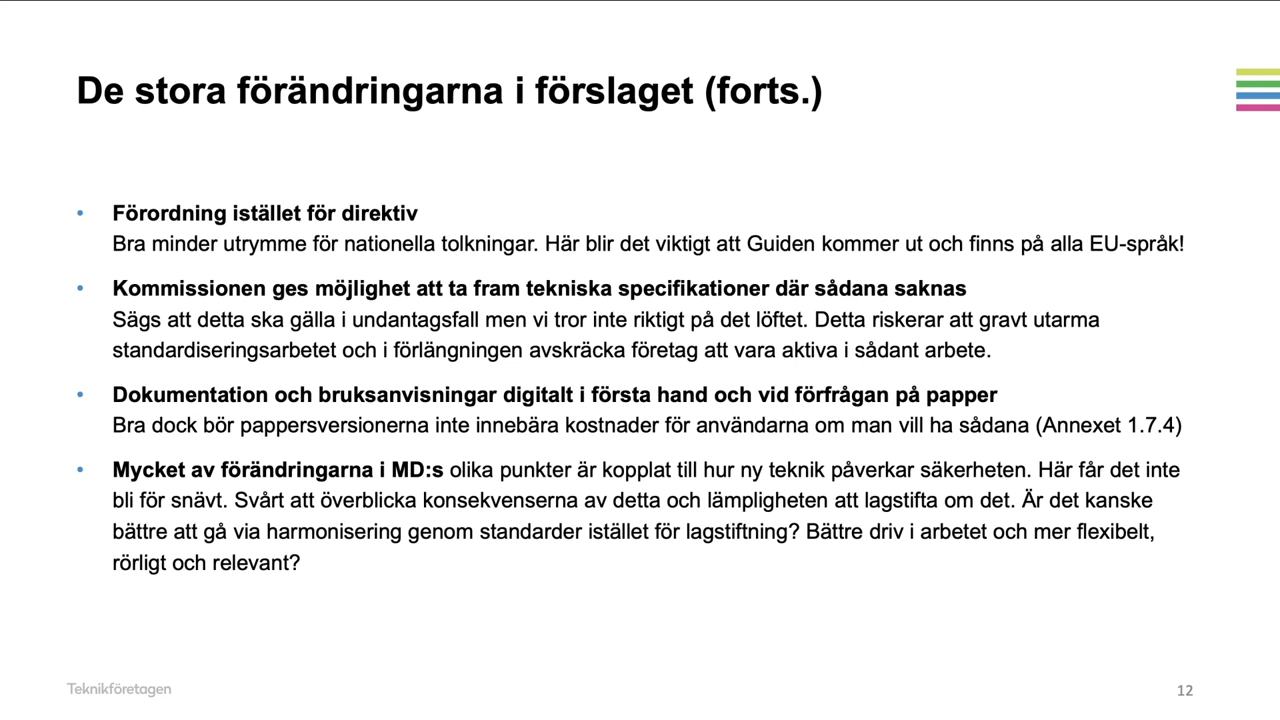 De stora förändringarna i förslaget (forts.)
• Förordning istället för direktiv
Bra minder utrymme för nationella tolkningar. Här blir det viktigt att Guiden kommer ut och finns på alla EU-språk!
• Kommissionen ges möjlighet att ta fram tekniska specifikationer där sådana saknas
Sägs att detta ska gälla i undantagsfall men vi tror inte riktigt på det löftet. Detta riskerar att gravt utarma
standardiseringsarbetet och i förlängningen avskräcka företag att vara aktiva i sådant arbete.
• Dokumentation och bruksanvisningar digitalt i första hand och vid förfrågan på papper
Bra dock bör pappersversionerna inte innebära kostnader för användarna om man vill ha sådana (Annexet 1.7.4)
• Mycket av förändringarna i MD:s olika punkter är kopplat till hur ny teknik påverkar säkerheten. Här får det inte
bli för snävt. Svårt att överblicka konsekvenserna av detta och lämpligheten att lagstifta om det. Är det kanske
bättre att gå via harmonisering genom standarder istället för lagstiftning? Bättre driv i arbetet och mer flexibelt,
rörligt och relevant?
Teknikföretagen
12